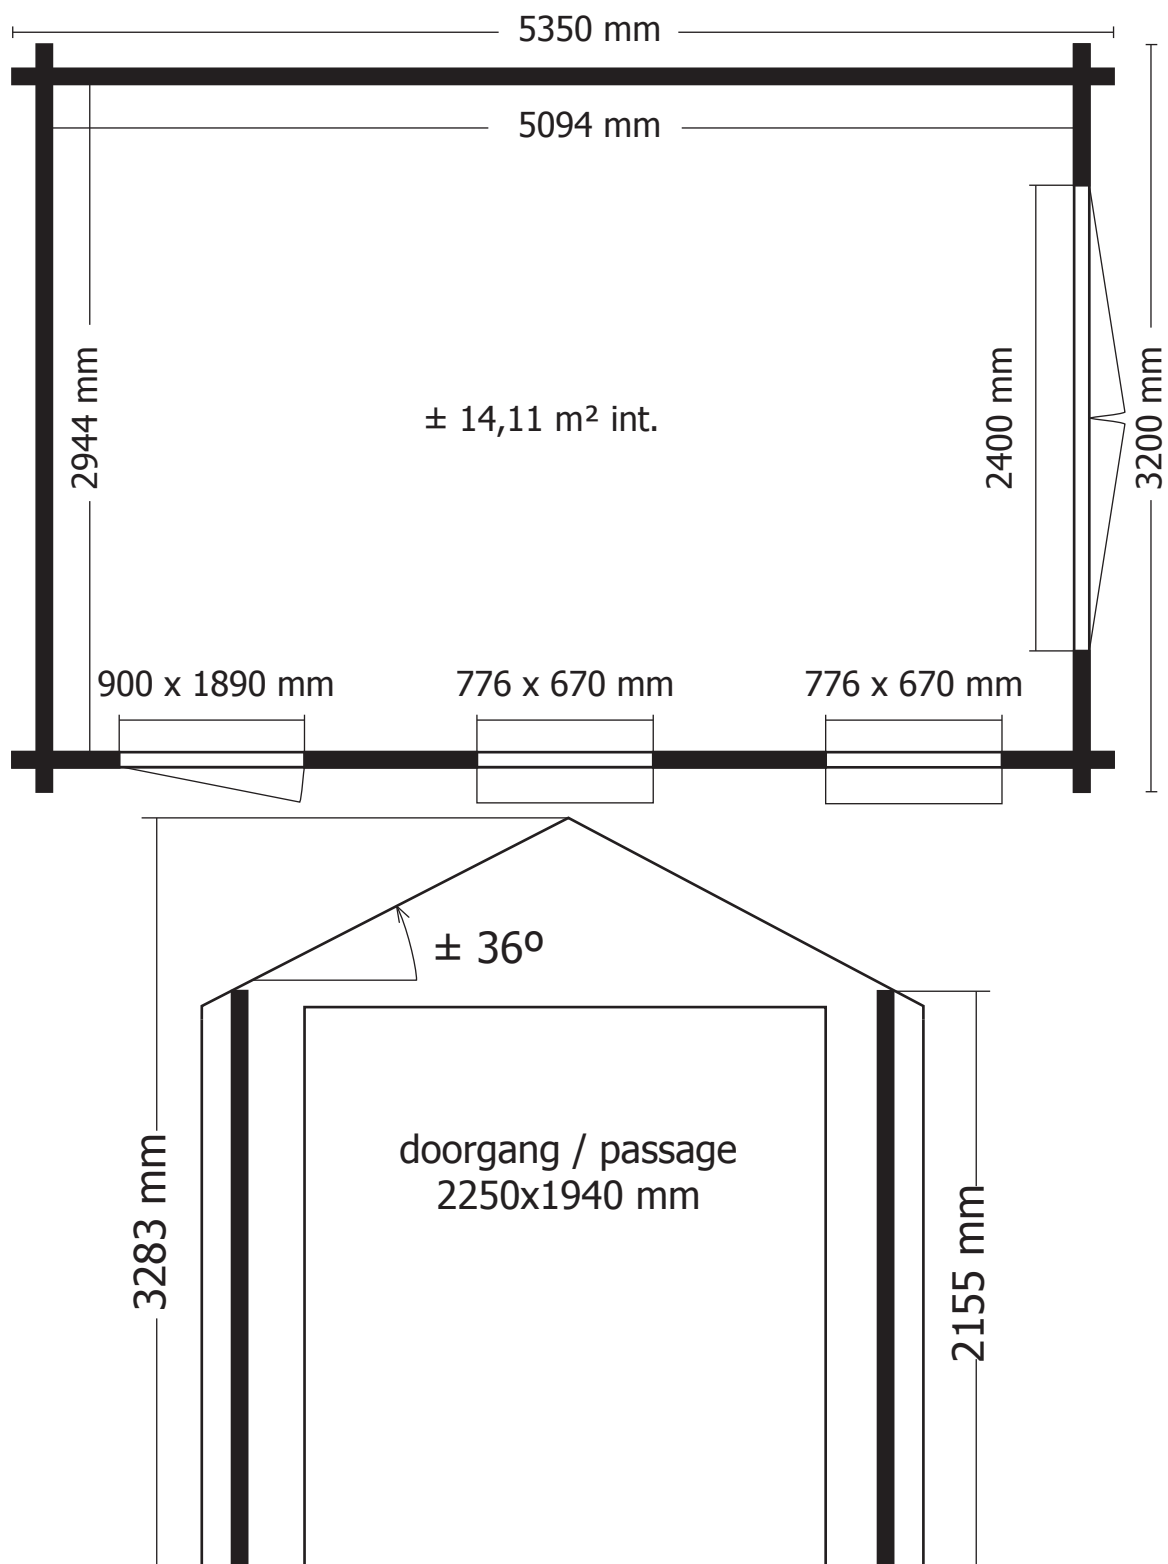 5350 mm
5094 mm
2944 mm
± 14,11 m² int.
2400 mm
3200 mm
900 x 1890 mm
776 x 670 mm
776 x 670 mm
± 36º
doorgang / passage
2250x1940 mm
3283 mm
2155 mm